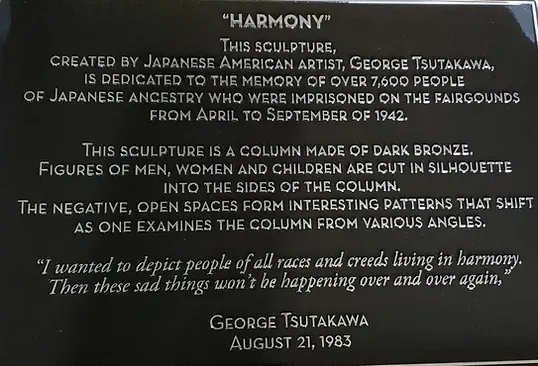 "HARMONY"
THIS SCULPTURE,
CREATED BY JAPANESE AMERICAN ARTIST, GEORGE TSUTAKAWA,
IS DEDICATED TO THE MEMORY OF OVER 7,600 PEOPLE
OF JAPANESE ANCESTRY WHO WERE IMPRISONED ON THE FAIRGOUNDS
FROM APRIL TO SEPTEMBER OF 1942.
THIS SCULPTURE IS A COLUMN MADE OF DARK BRONZE.
FIGURES OF MEN, WOMEN AND CHILDREN ARE CUT IN SILHOUETTE
INTO THE SIDES OF THE COLUMN.
THE NEGATIVE, OPEN SPACES FORM INTERESTING PATTERNS THAT SHIFT
AS ONE EXAMINES THE COLUMN FROM VARIOUS ANGLES.
"I wanted to depict people of all races and creeds living in harmony.
Then these sad things won't be happening over and over again,"
GEORGE TSUTAKAWA
AUGUST 21, 1983